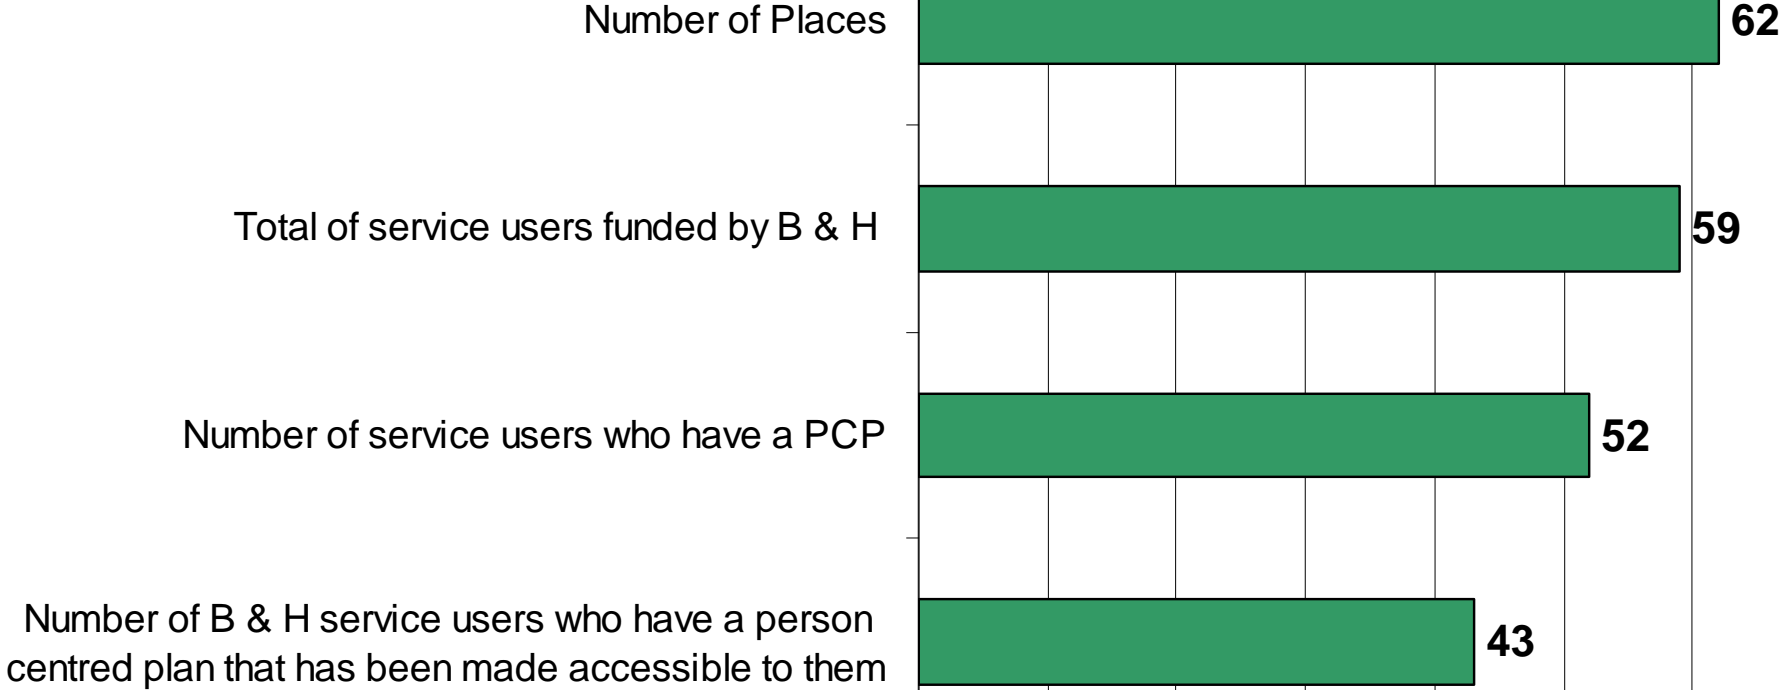 Number of Places
62
Total of service users funded by B & H
59
Number of service users who have a PCP
52
Number of B & H service users who have a person
centred plan that has been made accessible to them
43